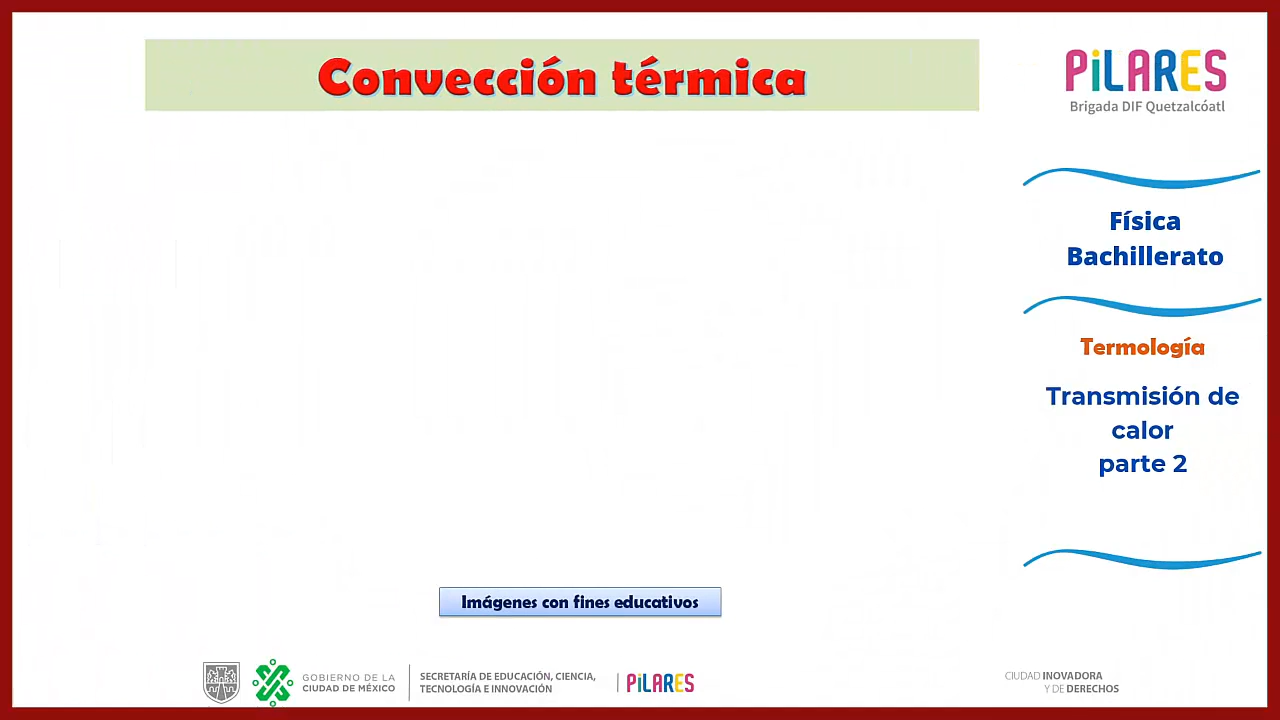 Convección térmica
PiLARES
Brigada DIF Quetzalcóatl
Física
Bachillerato
Termología
Transmisión de
calor
parte 2
Imágenes con fines educativos
GOBIERNO DE LA
CIUDAD DE MÉXICO
SECRETARÍA DE EDUCACIÓN, CIENCIA,
TECNOLOGÍA E INNOVACIÓN
PiLARES
CIUDAD INOVADORA
Y DE DERECHOS